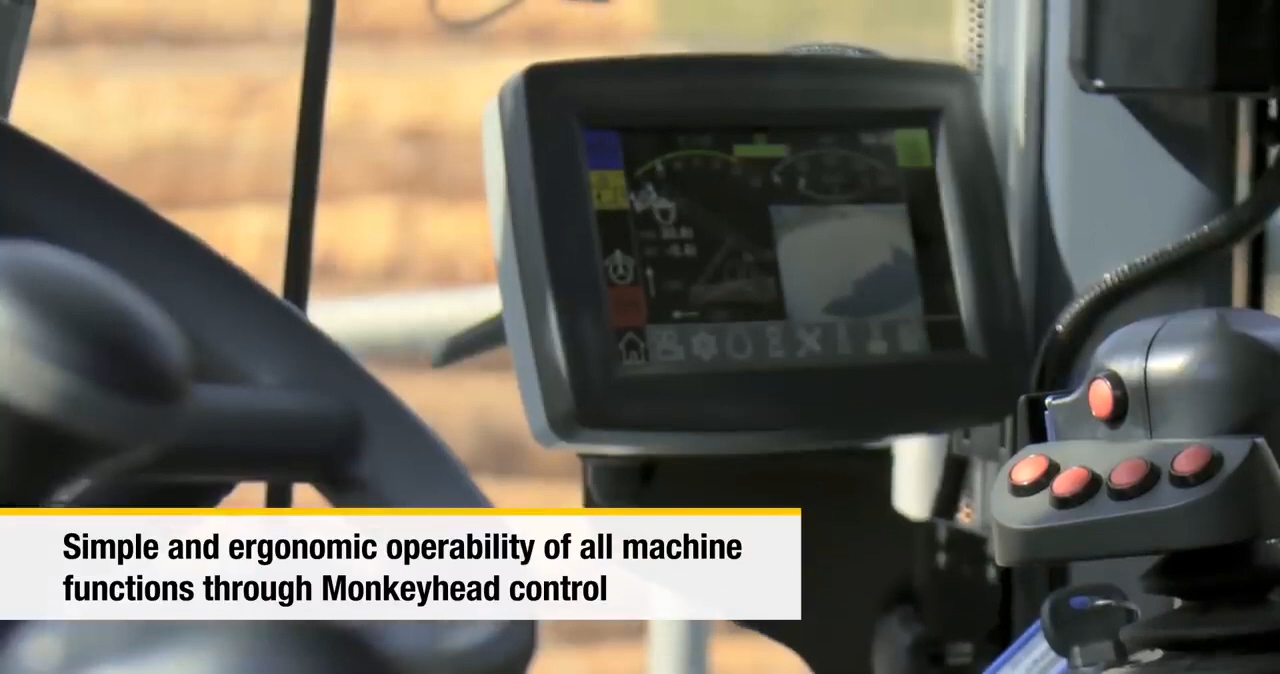 Simple and ergonomic operability of all machine
functions through Monkeyhead control